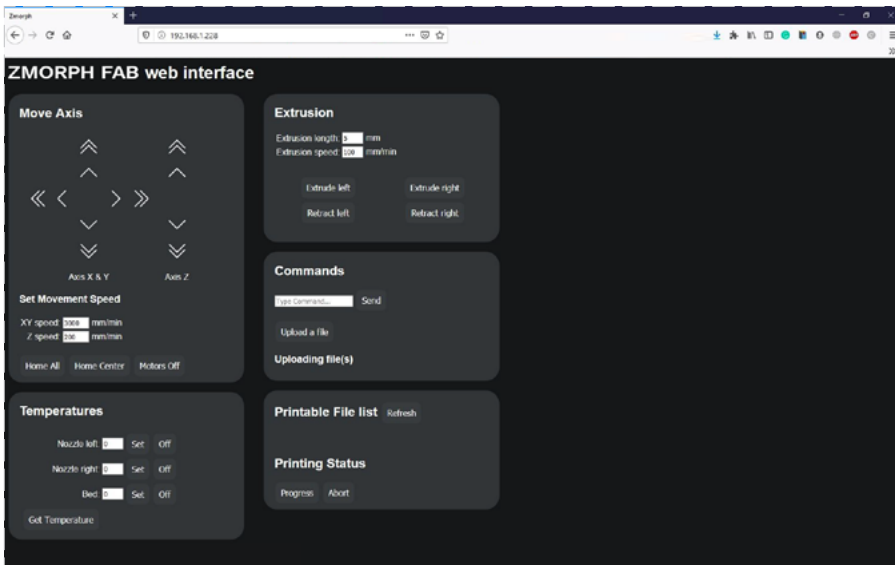 Zmorph
192.168.1.228
ZMORPH FAB web interface
Move Axis
Axis X & Y
Axis Z
Set Movement Speed
XY speed: 3000 mm/min
Z speed: 200 mm/min
Home All Home Center Motors Off
Temperatures
Nozzle left: 0 Set Off
Nozzle right: 0 Set Off
Bed: 0 Set Off
Get Temperature
Extrusion
Extrusion length: 5 mm
Extrusion speed: 100 mm/min
Extrude left Extrude right
Retract left Retract right
Commands
Type Command... Send
Upload a file
Uploading file(s)
Printable File list Refresh
Printing Status
Progress Abort